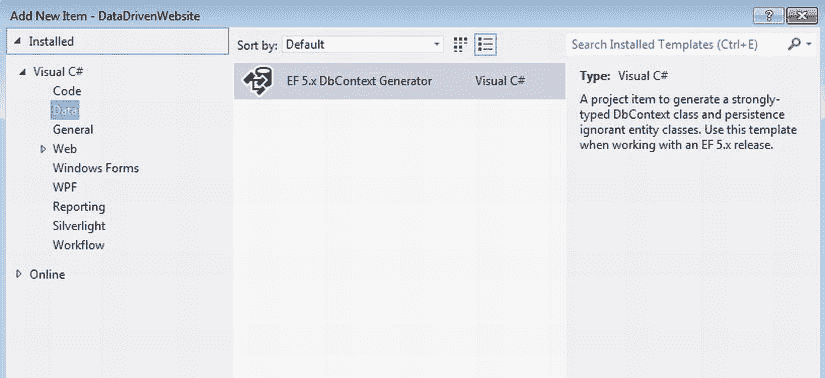 Add New Item - DataDrivenWebsite
Installed
Sort by: Default
Search Installed Templates (Ctrl+E)
Visual C#
Code
Data
General
Web
Windows Forms
WPF
Reporting
Silverlight
Workflow
Online
EF 5.x DbContext Generator Visual C#
Type: Visual C#
A project item to generate a strongly-
typed DbContext class and persistence
ignorant entity classes. Use this template
when working with an EF 5.x release.